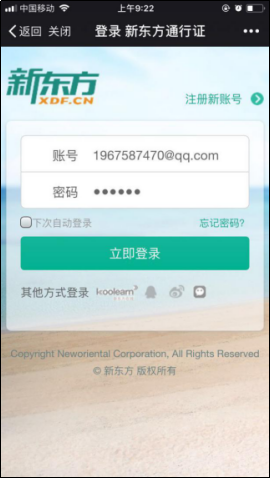 中国移动 上午9:22
返回 关闭 登录 新东方通行证
新东方
XDF.CN
注册新账号
账号 1967587470@qq.com
密码 ●●●●●●
下次自动登录 忘记密码?
立即登录
其他方式登录 koolearn
Copyright Neworiental Corporation, All Rights Reserved
© 新东方 版权所有